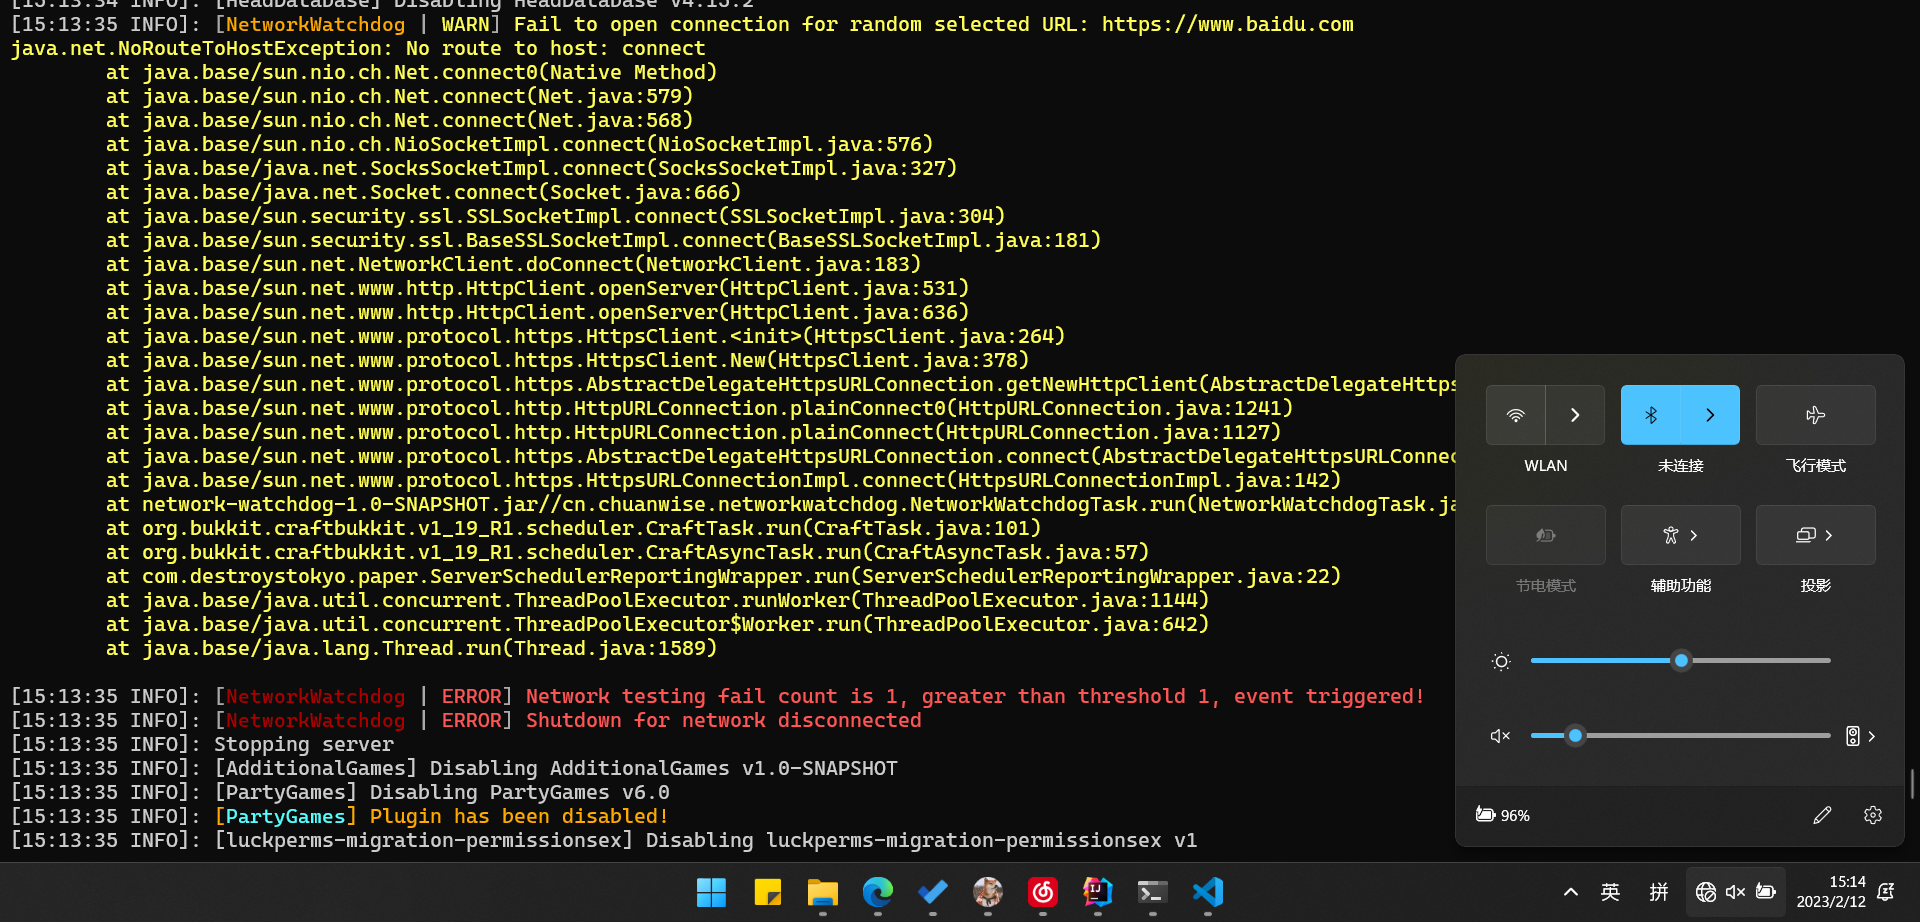 [15:13:34 INFO]: [HeadDataBase] Disabling HeadDataBase v4.15.2
[15:13:35 INFO]: [NetworkWatchdog | WARN] Fail to open connection for random selected URL: https://www.baidu.com
java.net.NoRouteToHostException: No route to host: connect
at java.base/sun.nio.ch.Net.connect0(Native Method)
at java.base/sun.nio.ch.Net.connect(Net.java:579)
at java.base/sun.nio.ch.Net.connect(Net.java:568)
at java.base/sun.nio.ch.NioSocketImpl.connect(NioSocketImpl.java:576)
at java.base/java.net.SocksSocketImpl.connect(SocksSocketImpl.java:327)
at java.base/java.net.Socket.connect(Socket.java:666)
at java.base/sun.security.ssl.SSLSocketImpl.connect(SSLSocketImpl.java:304)
at java.base/sun.security.ssl.BaseSSLSocketImpl.connect(BaseSSLSocketImpl.java:181)
at java.base/sun.net.NetworkClient.doConnect(NetworkClient.java:183)
at java.base/sun.net.www.http.HttpClient.openServer(HttpClient.java:531)
at java.base/sun.net.www.http.HttpClient.openServer(HttpClient.java:636)
at java.base/sun.net.www.protocol.https.HttpsClient.<init>(HttpsClient.java:264)
at java.base/sun.net.www.protocol.https.HttpsClient.New(HttpsClient.java:378)
at java.base/sun.net.www.protocol.https.AbstractDelegateHttpsURLConnection.getNewHttpClient(AbstractDelegateHttps
at java.base/sun.net.www.protocol.http.HttpURLConnection.plainConnect0(HttpURLConnection.java:1241)
at java.base/sun.net.www.protocol.http.HttpURLConnection.plainConnect(HttpURLConnection.java:1127)
at java.base/sun.net.www.protocol.https.AbstractDelegateHttpsURLConnection.connect(AbstractDelegateHttpsURLConnec
at java.base/sun.net.www.protocol.https.HttpsURLConnectionImpl.connect(HttpsURLConnectionImpl.java:142)
at network-watchdog-1.0-SNAPSHOT.jar//cn.chuanwise.networkwatchdog.NetworkWatchdogTask.run(NetworkWatchdogTask.ja
at org.bukkit.craftbukkit.v1_19_R1.scheduler.CraftTask.run(CraftTask.java:101)
at org.bukkit.craftbukkit.v1_19_R1.scheduler.CraftAsyncTask.run(CraftAsyncTask.java:57)
at com.destroystokyo.paper.ServerSchedulerReportingWrapper.run(ServerSchedulerReportingWrapper.java:22)
at java.base/java.util.concurrent.ThreadPoolExecutor.runWorker(ThreadPoolExecutor.java:1144)
at java.base/java.util.concurrent.ThreadPoolExecutor$Worker.run(ThreadPoolExecutor.java:642)
at java.base/java.lang.Thread.run(Thread.java:1589)
[15:13:35 INFO]: [NetworkWatchdog | ERROR] Network testing fail count is 1, greater than threshold 1, event triggered!
[15:13:35 INFO]: [NetworkWatchdog | ERROR] Shutdown for network disconnected
[15:13:35 INFO]: Stopping server
[15:13:35 INFO]: [AdditionalGames] Disabling AdditionalGames v1.0-SNAPSHOT
[15:13:35 INFO]: [PartyGames] Disabling PartyGames v6.0
[15:13:35 INFO]: [PartyGames] Plugin has been disabled!
[15:13:35 INFO]: [luckperms-migration-permissionsex] Disabling luckperms-migration-permissionsex v1
WLAN
未连接
飞行模式
节电模式
辅助功能
投影
96%
英
拼
15:14
2023/2/12